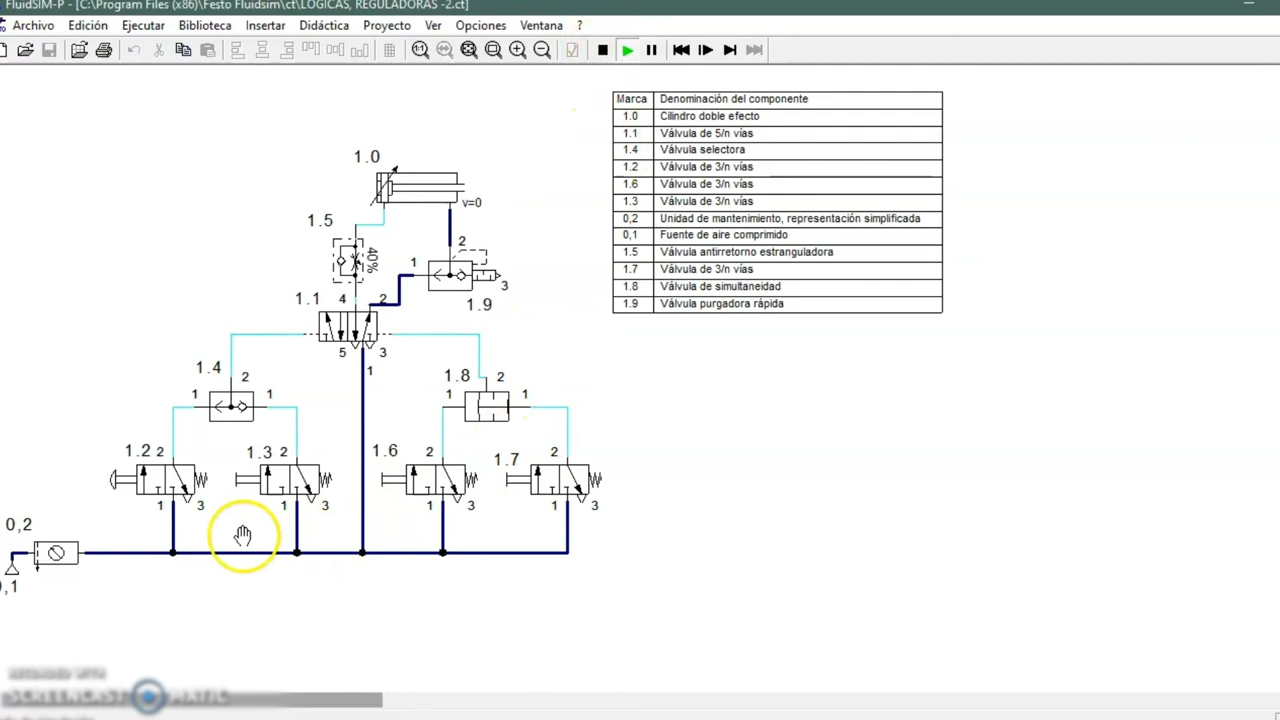 FluidSIM-P - [C:\Program Files (x86)\Festo Fluidsim\ct\LOGICAS, REGULADORAS -2.ct]
Archivo Edición Ejecutar Biblioteca Insertar Didáctica Proyecto Ver Opciones Ventana ?
Marca Denominación del componente
1.0 Cilindro doble efecto
1.1 Válvula de 5/n vías
1.4 Válvula selectora
1.2 Válvula de 3/n vías
1.6 Válvula de 3/n vías
1.3 Válvula de 3/n vías
0,2 Unidad de mantenimiento, representación simplificada
0,1 Fuente de aire comprimido
1.5 Válvula antirretorno estranguladora
1.7 Válvula de 3/n vías
1.8 Válvula de simultaneidad
1.9 Válvula purgadora rápida
1.0
v=0
1.5
40%
2
1
3
1.9
1.1 4 2
5 3
1
1.4 2
1 1
1.8 2
1 1
1.2 2
1.3 2
1.6 2
1.7 2
1 3
1 3
1 3
1 3
0,2
0,1
RECORDED WITH
SCREENCAST MATIC